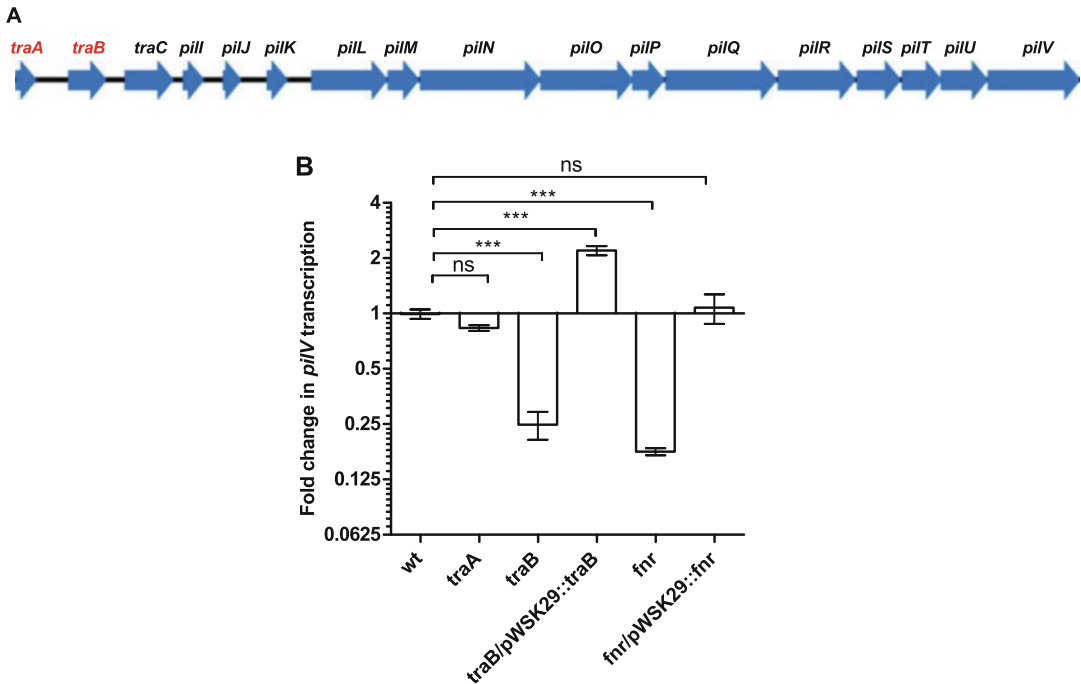 A
traA traB traC pilI pilJ pilK pilL pilM pilN pilO pilP pilQ pilR pilS pilT pilU pilV
B
ns
***
***
***
ns
Fold change in pilV transcription
4
2
1
0.5
0.25
0.125
0.0625
wt traA traB traB/pWSK29::traB fnr fnr/pWSK29::fnr